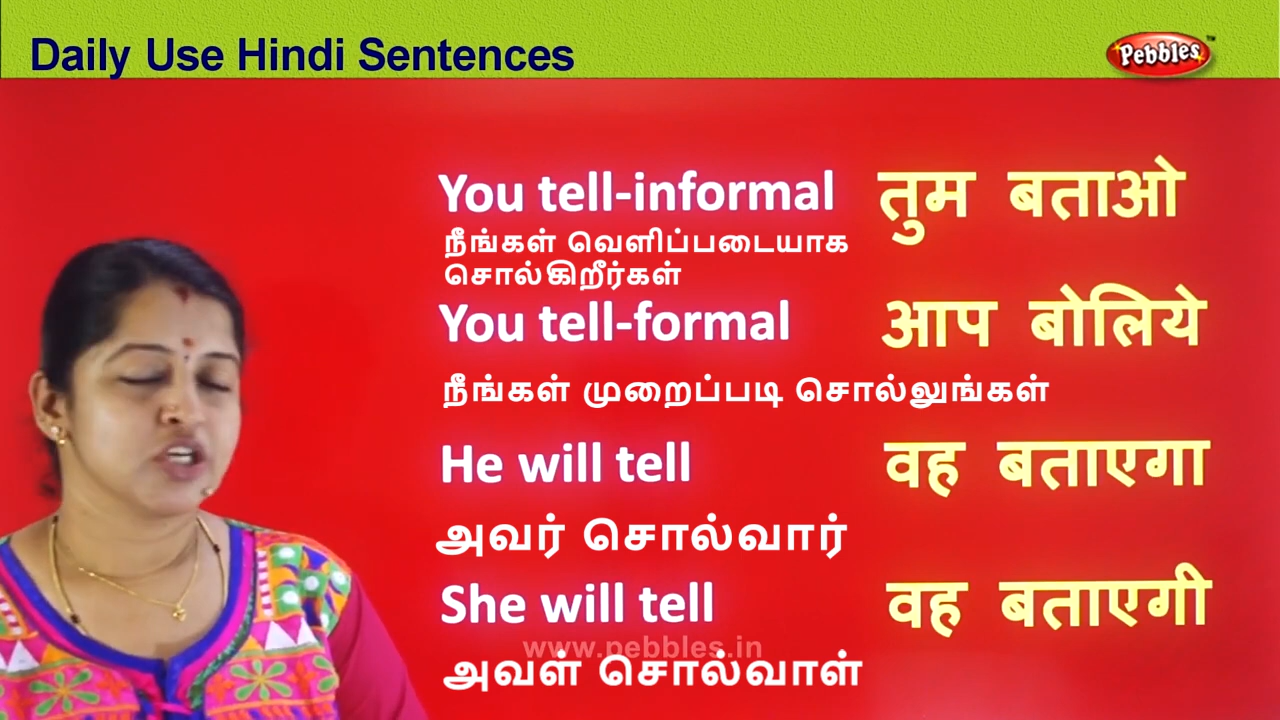 Daily Use Hindi Sentences
Pebbles™
You tell-informal तुम बताओ
நீங்கள் வெளிப்படையாக
சொல்கிறீர்கள்
You tell-formal आप बोलिये
நீங்கள் முறைப்படி சொல்லுங்கள்
He will tell वह बताएगा
அவர் சொல்வார்
She will tell वह बताएगी
www.pebbles.in
அவள் சொல்வாள்